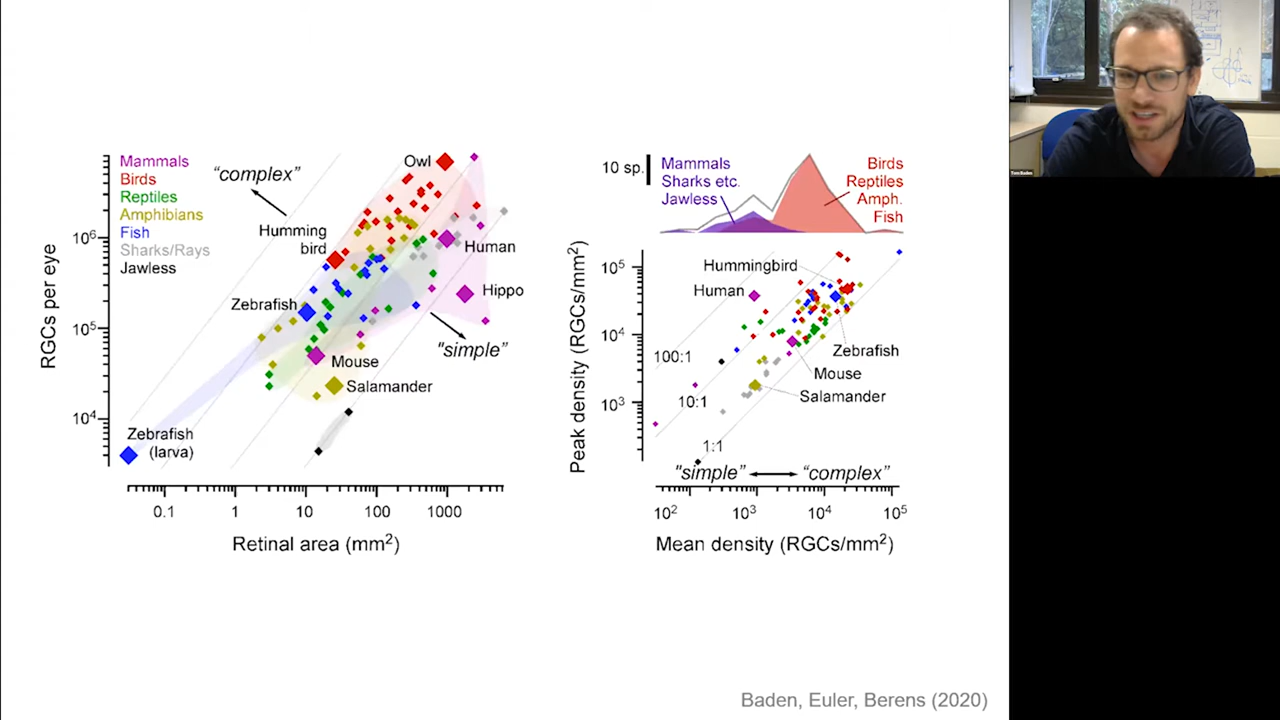 Mammals
Birds
Reptiles
Amphibians
Fish
Sharks/Rays
Jawless
"complex"
Owl
Humming
bird
Human
Hippo
Zebrafish
"simple"
Mouse
Salamander
Zebrafish
(larva)
RGCs per eye
10⁶
10⁵
10⁴
0.1
1
10
100
1000
Retinal area (mm²)
10 sp.
Mammals
Sharks etc.
Jawless
Birds
Reptiles
Amph.
Fish
Peak density (RGCs/mm²)
10⁵
10⁴
10³
Hummingbird
Human
100:1
Zebrafish
Mouse
10:1
Salamander
1:1
"simple"
"complex"
10²
10³
10⁴
10⁵
Mean density (RGCs/mm²)
Baden, Euler, Berens (2020)
Tom Baden